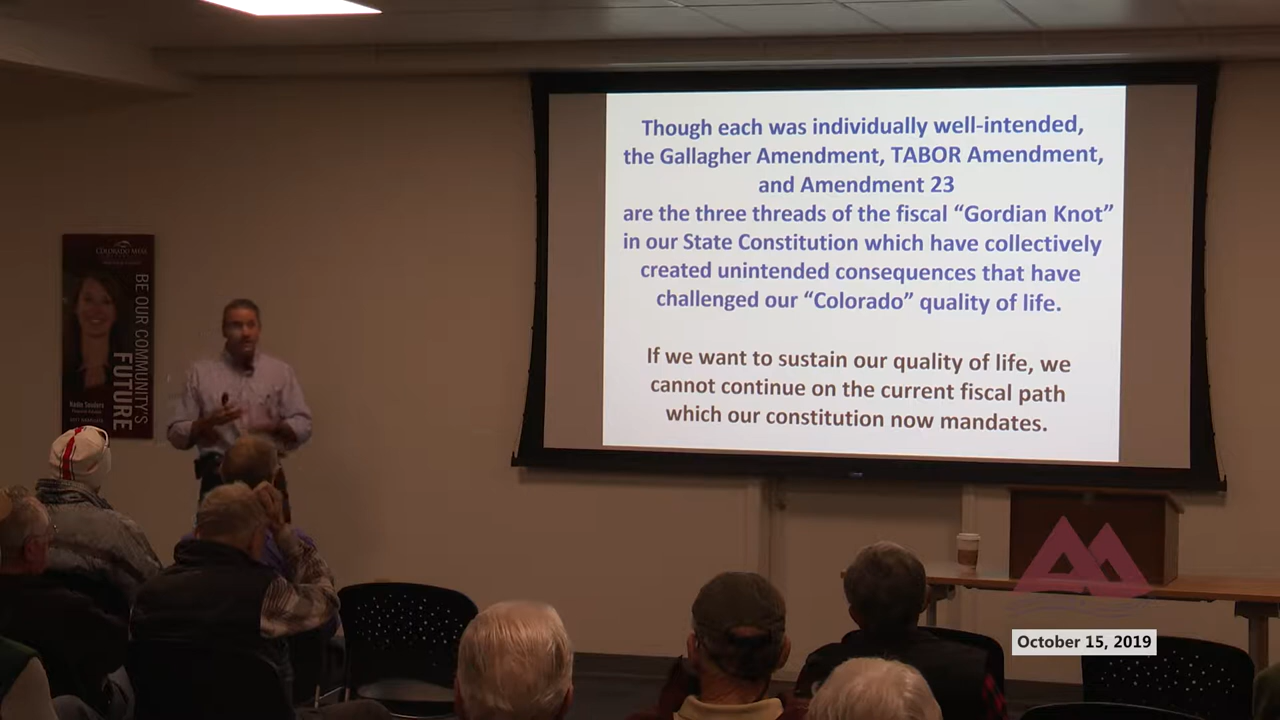 Though each was individually well-intended,
the Gallagher Amendment, TABOR Amendment,
and Amendment 23
are the three threads of the fiscal “Gordian Knot”
in our State Constitution which have collectively
created unintended consequences that have
challenged our “Colorado” quality of life.
If we want to sustain our quality of life, we
cannot continue on the current fiscal path
which our constitution now mandates.
COLORADO MESA
BE OUR COMMUNITY'S
FUTURE
October 15, 2019